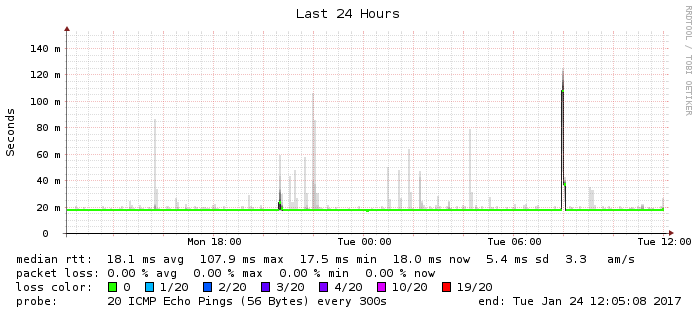 Last 24 Hours
RRDTOOL / TOBI OETIKER
Seconds
140 m
120 m
100 m
80 m
60 m
40 m
20 m
0
Mon 18:00 Tue 00:00 Tue 06:00 Tue 12:00
median rtt: 18.1 ms avg 107.9 ms max 17.5 ms min 18.0 ms now 5.4 ms sd 3.3 am/s
packet loss: 0.00 % avg 0.00 % max 0.00 % min 0.00 % now
loss color: 0 1/20 2/20 3/20 4/20 10/20 19/20
probe: 20 ICMP Echo Pings (56 Bytes) every 300s end: Tue Jan 24 12:05:08 2017